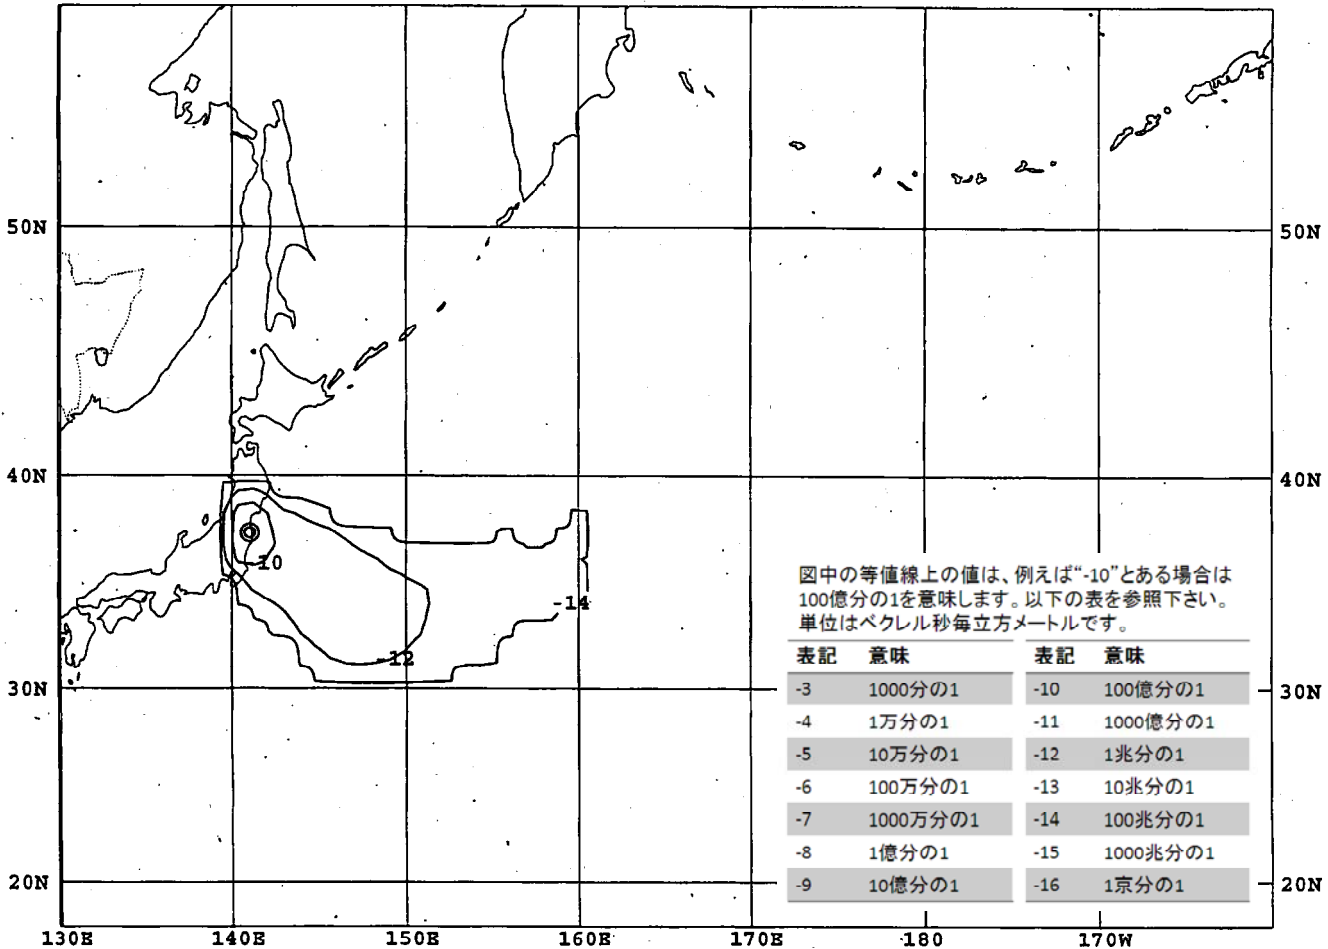 50N
50N
40N
40N
-10
-14
-12
図中の等値線上の値は、例えば“-10”とある場合は
100億分の1を意味します。以下の表を参照下さい。
単位はベクレル秒毎立方メートルです。
表記 意味 表記 意味
-3 1000分の1 -10 100億分の1
-4 1万分の1 -11 1000億分の1
-5 10万分の1 -12 1兆分の1
-6 100万分の1 -13 10兆分の1
-7 1000万分の1 -14 100兆分の1
-8 1億分の1 -15 1000兆分の1
-9 10億分の1 -16 1京分の1
30N
30N
20N
20N
130E 140E 150E 160E 170E 180 170W